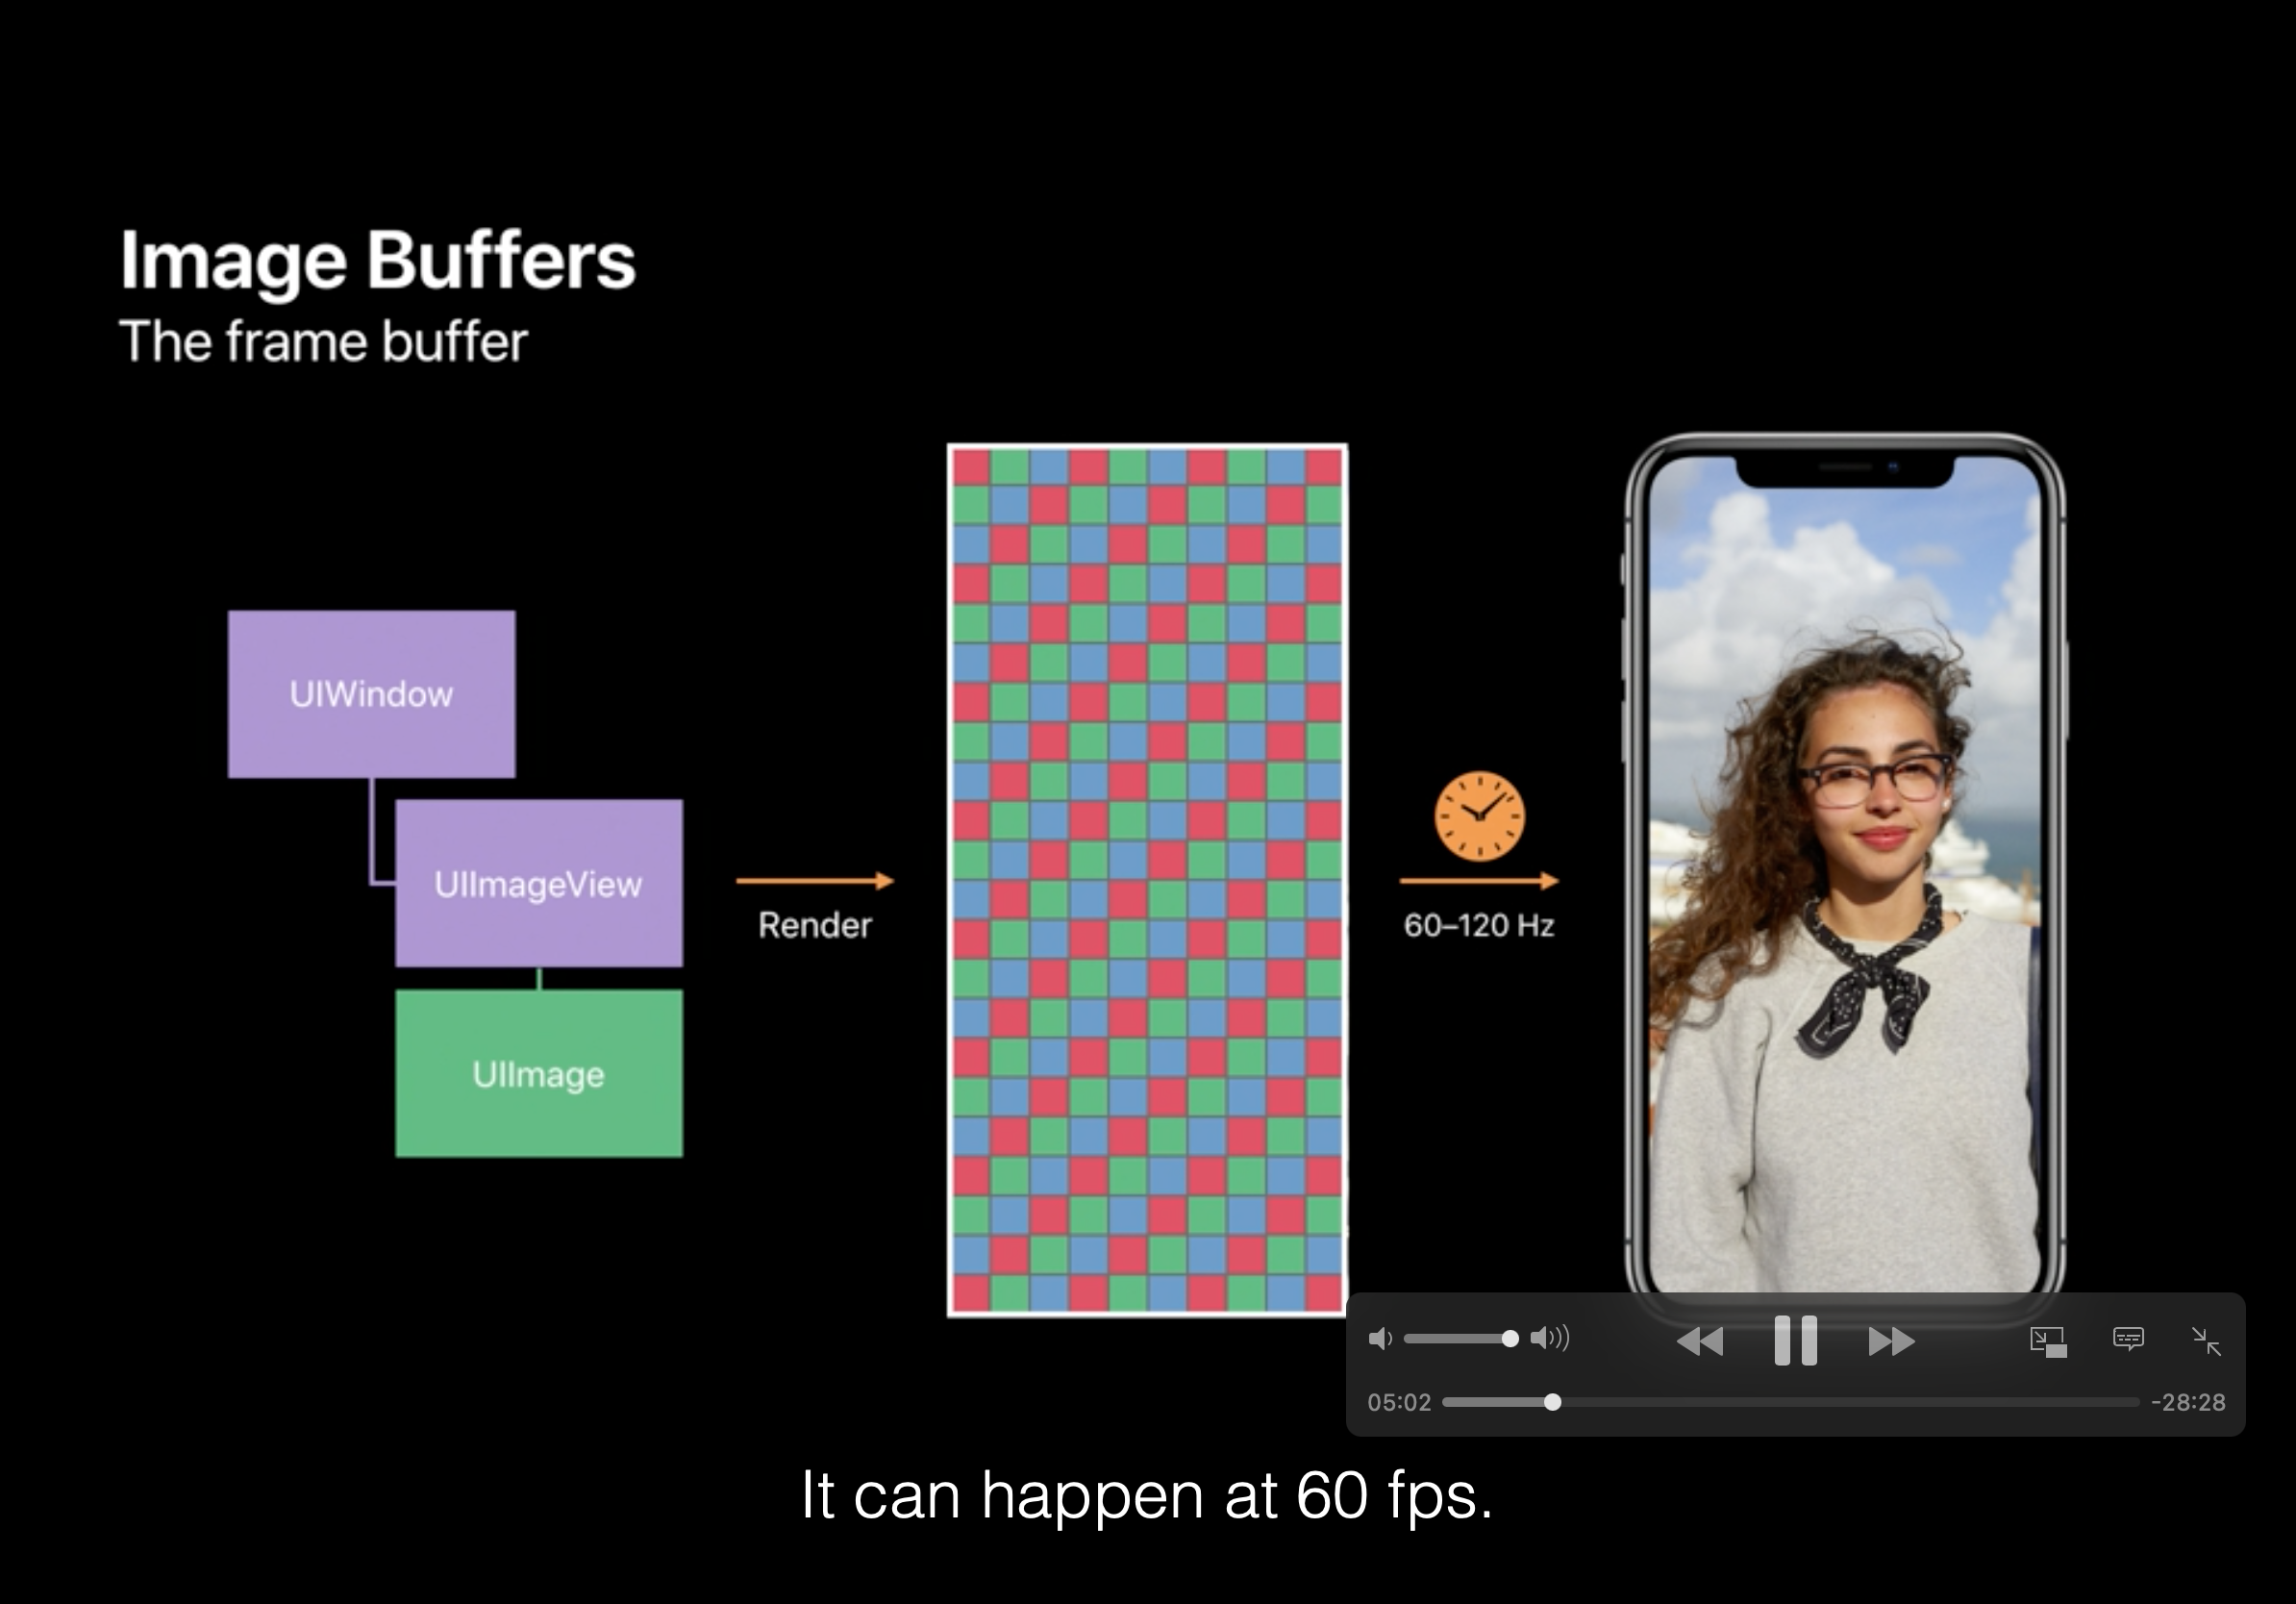 Image Buffers
The frame buffer
UIWindow
UIImageView
UIImage
Render
60–120 Hz
05:02
-28:28
It can happen at 60 fps.